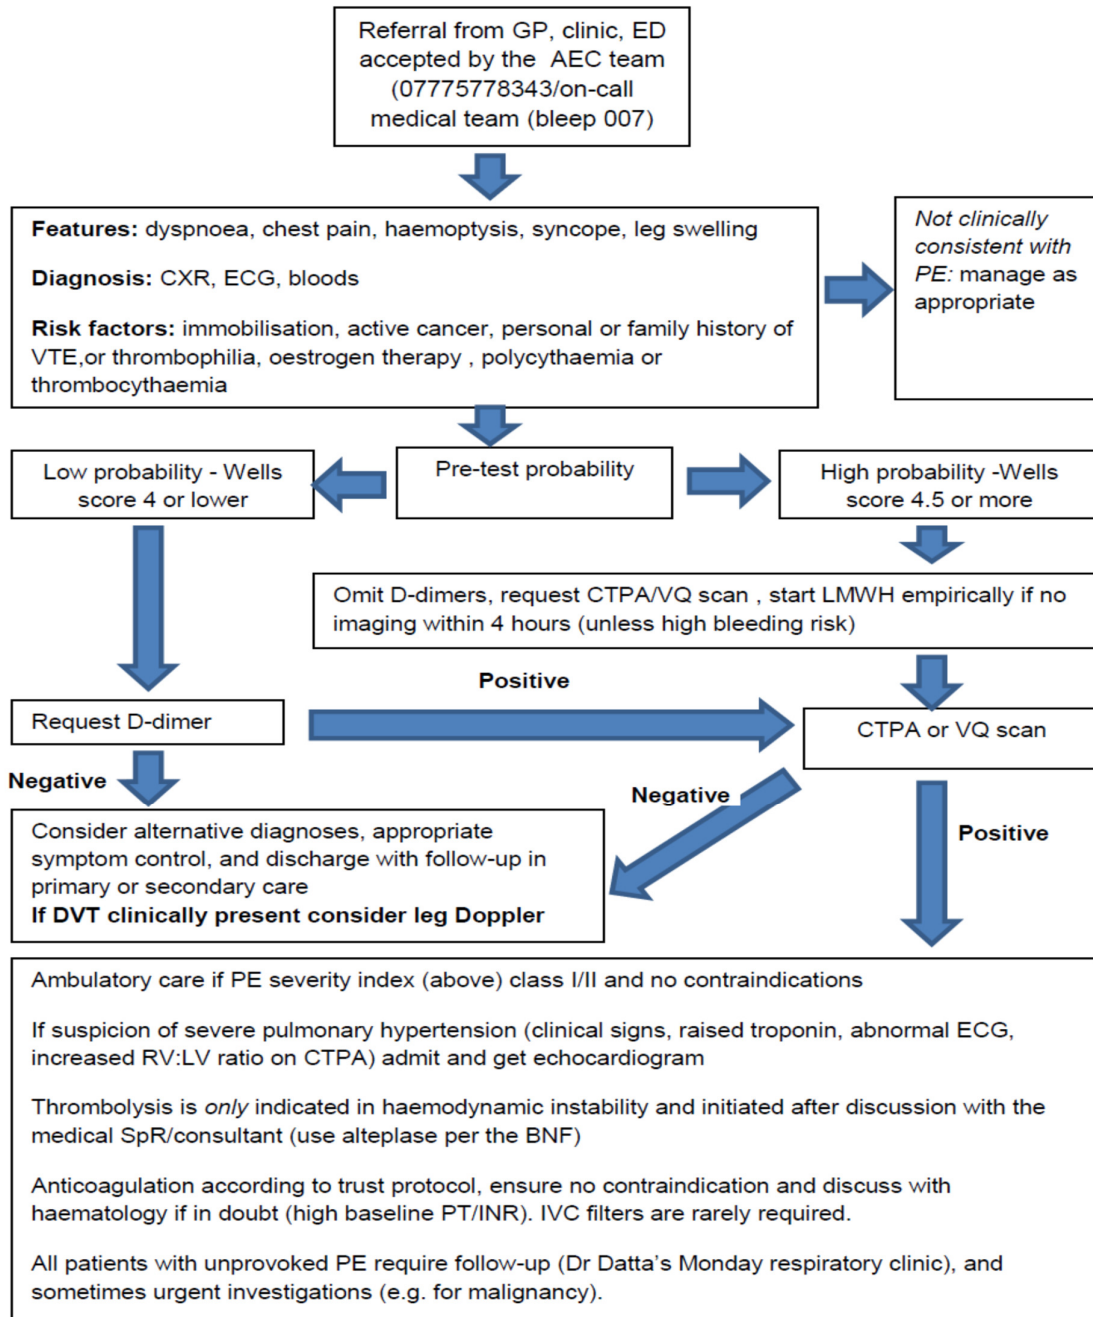 Referral from GP, clinic, ED
accepted by the  AEC team
(07775778343/on-call
medical team (bleep 007)
Features: dyspnoea, chest pain, haemoptysis, syncope, leg swelling
Diagnosis: CXR, ECG, bloods
Risk factors: immobilisation, active cancer, personal or family history of
VTE,or thrombophilia, oestrogen therapy , polycythaemia or
thrombocythaemia
Not clinically
consistent with
PE: manage as
appropriate
Low probability - Wells
score 4 or lower
Pre-test probability
High probability -Wells
score 4.5 or more
Omit D-dimers, request CTPA/VQ scan , start LMWH empirically if no
imaging within 4 hours (unless high bleeding risk)
Positive
Request D-dimer
CTPA or VQ scan
Negative
Negative
Positive
Consider alternative diagnoses, appropriate
symptom control, and discharge with follow-up in
primary or secondary care
If DVT clinically present consider leg Doppler
Ambulatory care if PE severity index (above) class I/II and no contraindications
If suspicion of severe pulmonary hypertension (clinical signs, raised troponin, abnormal ECG,
increased RV:LV ratio on CTPA) admit and get echocardiogram
Thrombolysis is only indicated in haemodynamic instability and initiated after discussion with the
medical SpR/consultant (use alteplase per the BNF)
Anticoagulation according to trust protocol, ensure no contraindication and discuss with
haematology if in doubt (high baseline PT/INR). IVC filters are rarely required.
All patients with unprovoked PE require follow-up (Dr Datta's Monday respiratory clinic), and
sometimes urgent investigations (e.g. for malignancy).